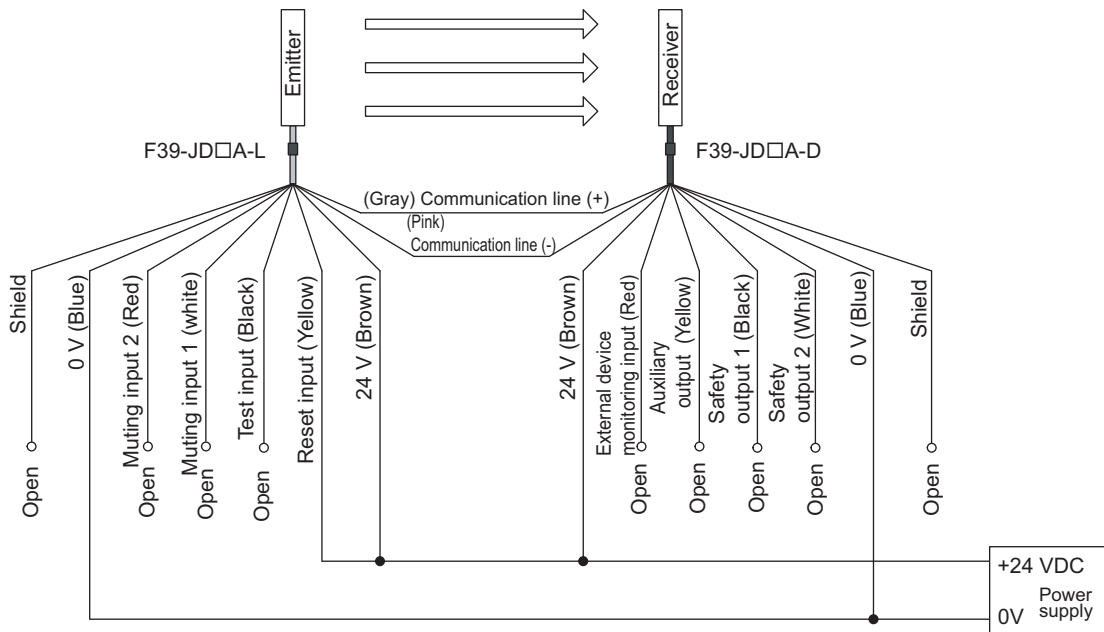 Emitter
Receiver
F39-JD□A-L
F39-JD□A-D
(Gray) Communication line (+)
(Pink)
Communication line (-)
Shield
0 V (Blue)
Muting input 2 (Red)
Muting input 1 (white)
Test input (Black)
Reset input (Yellow)
24 V (Brown)
24 V (Brown)
External device
monitoring input (Red)
Auxiliary
output (Yellow)
Safety
output 1 (Black)
Safety
output 2 (White)
0 V (Blue)
Shield
Open
Open
Open
Open
Open
Open
Open
Open
Open
+24 VDC
Power
supply
0V